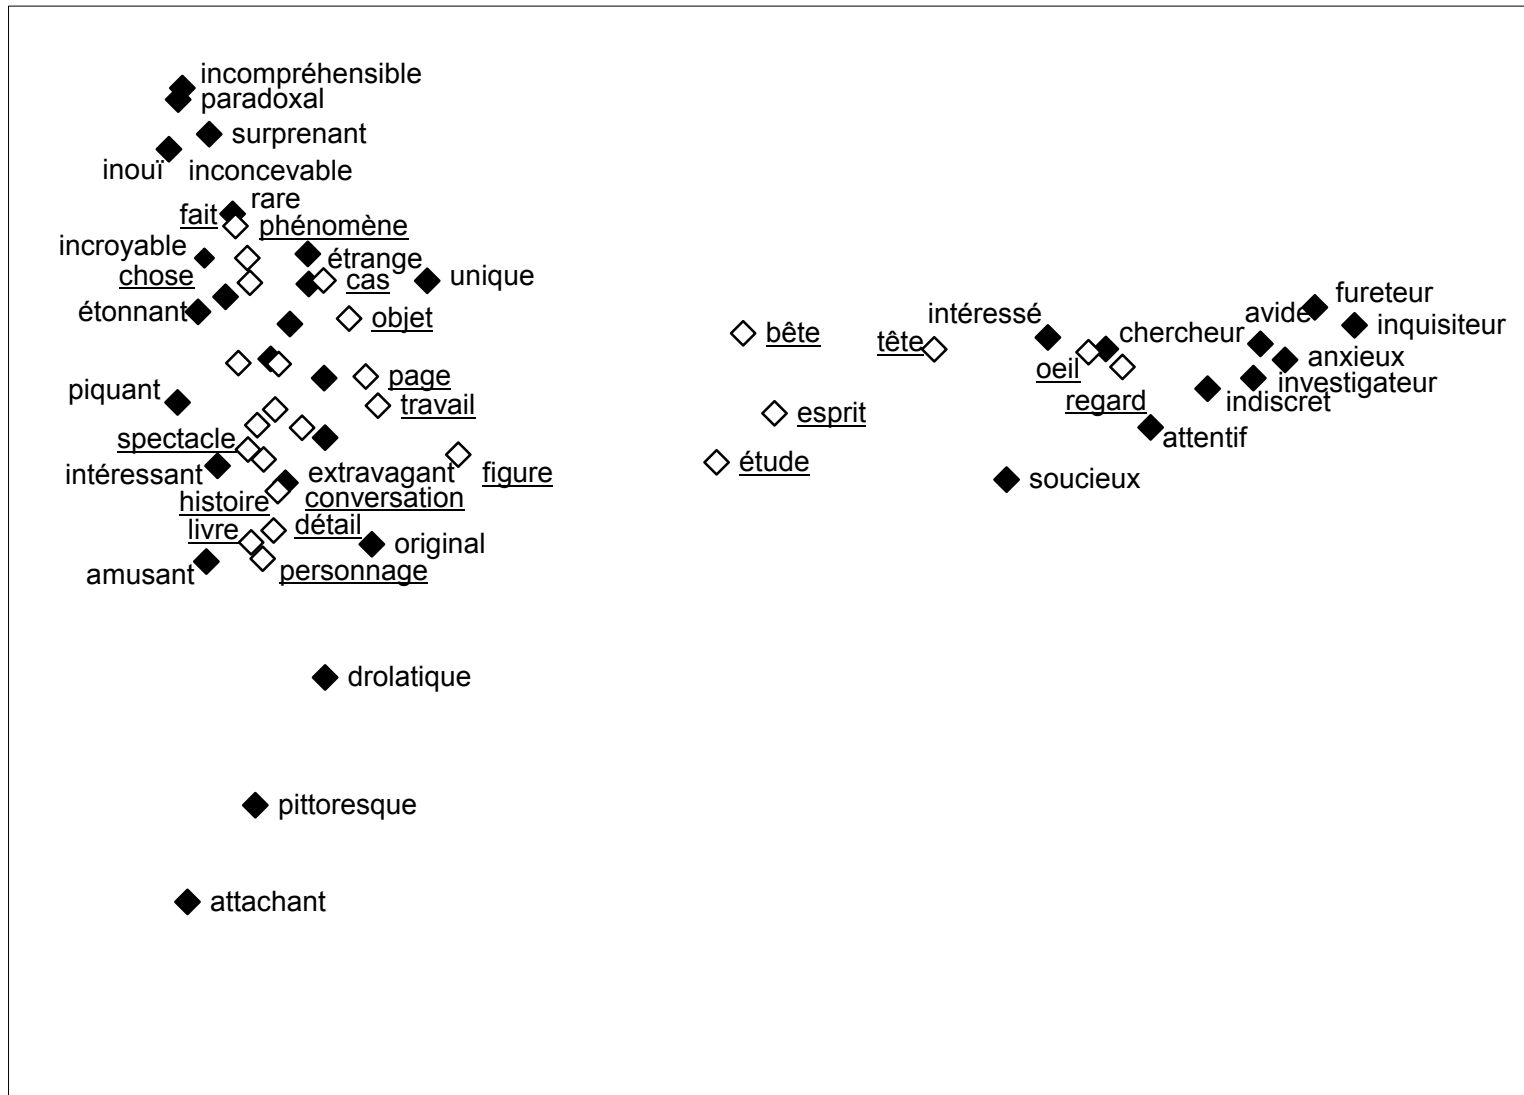 incompréhensible
paradoxal
surprenant
inouï
inconcevable
rare
fait
phénomène
incroyable
étrange
chose
cas
unique
étonnant
objet
piquant
page
travail
spectacle
intéressant
extravagant
figure
histoire
conversation
livre
détail
original
amusant
personnage
drolatique
pittoresque
attachant
bête
esprit
étude
tête
intéressé
oeil
chercheur
regard
attentif
soucieux
fureteur
avide
inquisiteur
anxieux
investigateur
indiscret